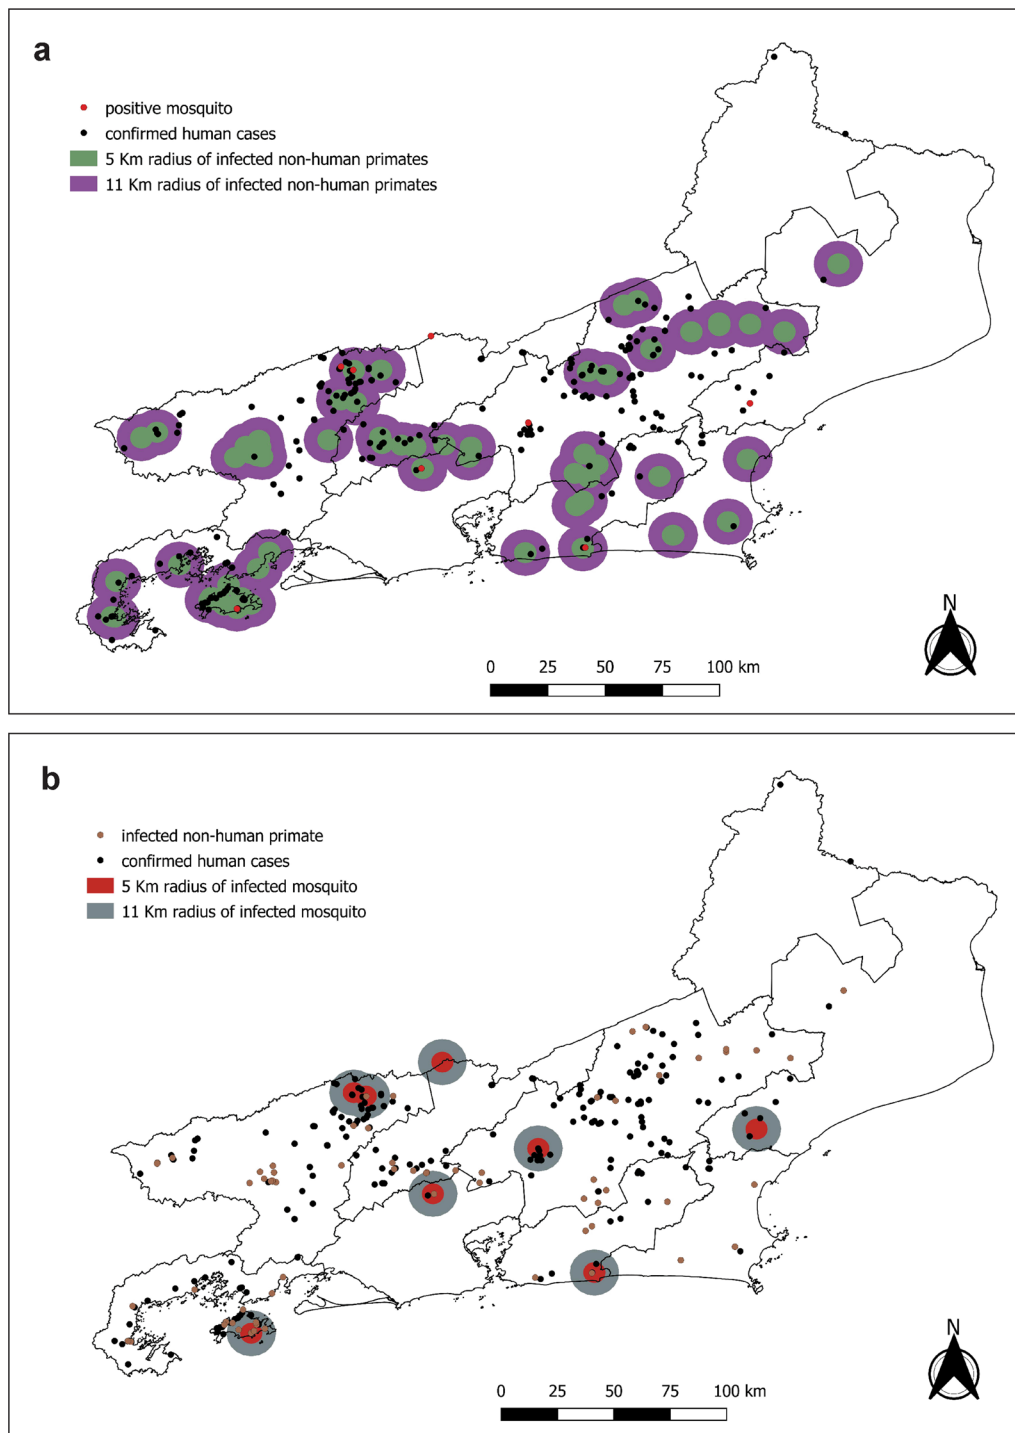 a
positive mosquito
confirmed human cases
5 Km radius of infected non-human primates
11 Km radius of infected non-human primates
N
0 25 50 75 100 km
b
infected non-human primate
confirmed human cases
5 Km radius of infected mosquito
11 Km radius of infected mosquito
N
0 25 50 75 100 km